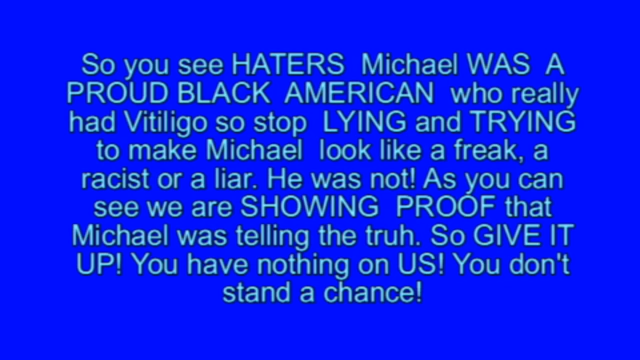 So you see HATERS  Michael WAS  A
PROUD BLACK  AMERICAN  who really
had Vitiligo so stop  LYING and TRYING
to make Michael  look like a freak, a
racist or a liar. He was not! As you can
see we are SHOWING  PROOF that
Michael was telling the truh. So GIVE IT
UP! You have nothing on US! You don't
stand a chance!